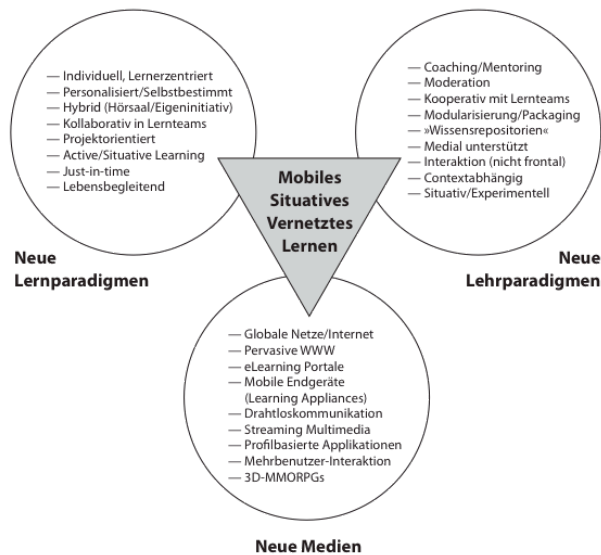 — Individuell, Lernerzentriert
— Personalisiert/Selbstbestimmt
— Hybrid (Hörsaal/Eigeninitiativ)
— Kollaborativ in Lernteams
— Projektorientiert
— Active/Situative Learning
— Just-in-time
— Lebensbegleitend
Neue
Lernparadigmen
— Coaching/Mentoring
— Moderation
— Kooperativ mit Lernteams
— Modularisierung/Packaging
— »Wissensrepositorien«
— Medial unterstützt
— Interaktion (nicht frontal)
— Contextabhängig
— Situativ/Experimentell
Neue
Lehrparadigmen
Mobiles
Situatives
Vernetztes
Lernen
— Globale Netze/Internet
— Pervasive WWW
— eLearning Portale
— Mobile Endgeräte
(Learning Appliances)
— Drahtloskommunikation
— Streaming Multimedia
— Profilbasierte Applikationen
— Mehrbenutzer-Interaktion
— 3D-MMORPGs
Neue Medien